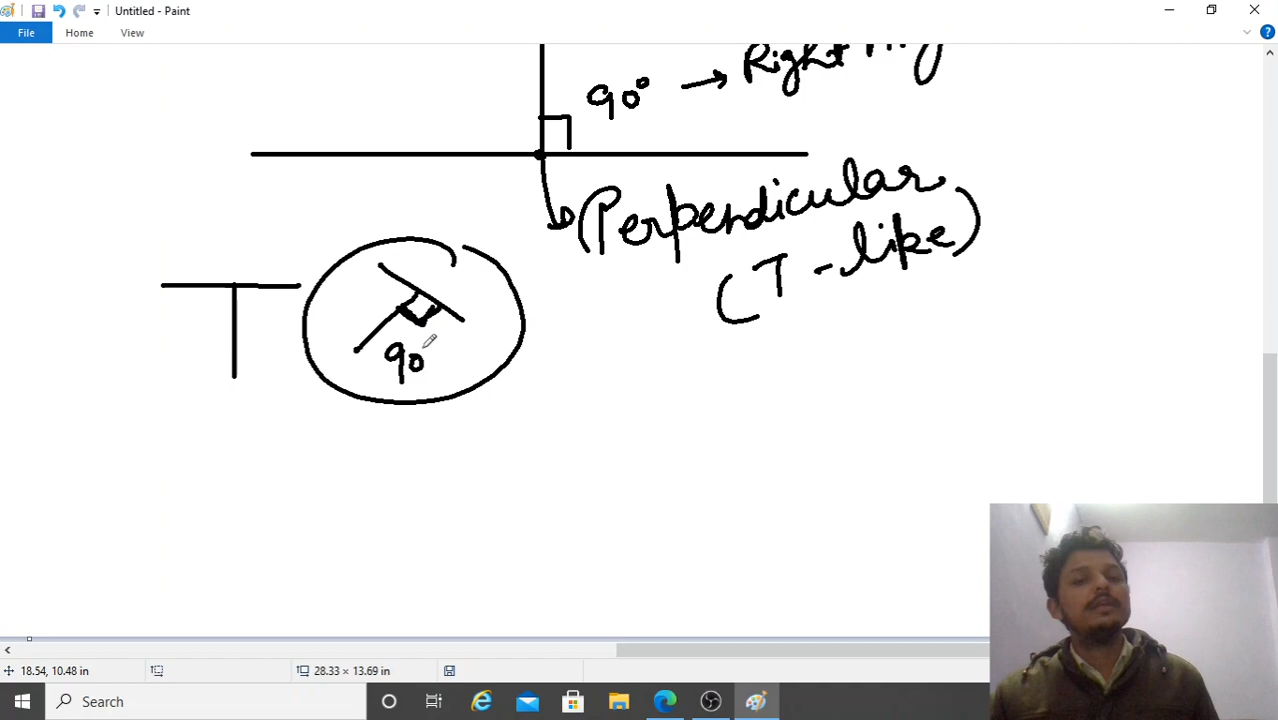 Untitled - Paint
File Home View
90° → Right
(Perpendicular
(T-like)
90
18.54, 10.48 in
28.33 × 13.69 in
Search